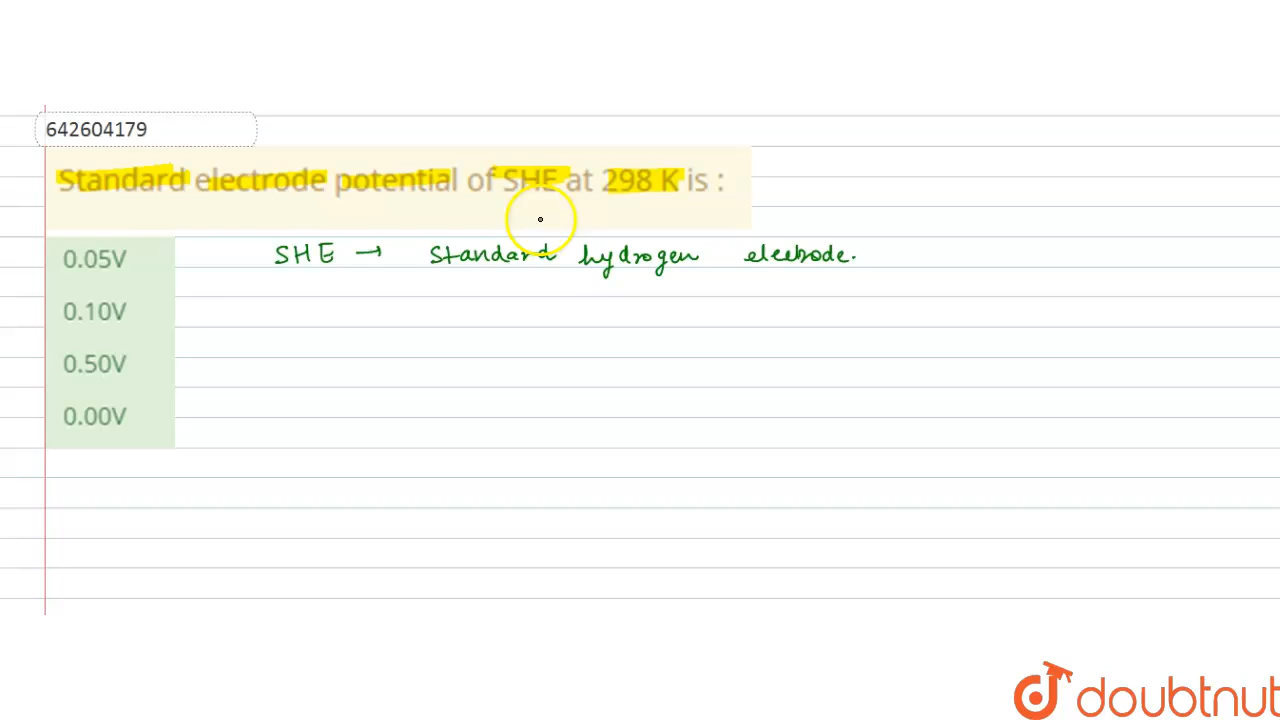 642604179
Standard electrode potential of SHE at 298 K is :
SHE → Standard hydrogen electrode.
0.05V
0.10V
0.50V
0.00V
doubtnut